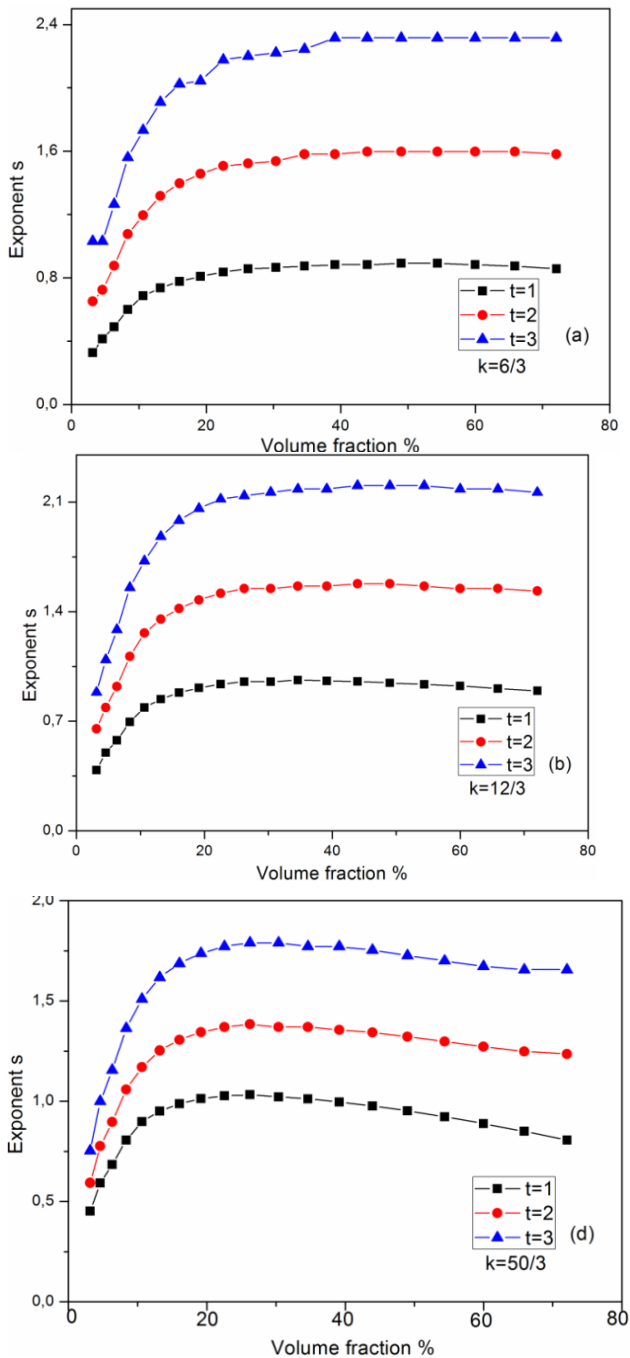 2,4
1,6
0,8
0,0
Exponent s
t=1
t=2
t=3
(a)
k=6/3
0 20 40 60 80
Volume fraction %
2,1
1,4
0,7
0,0
Exponent s
t=1
t=2
t=3
(b)
k=12/3
0 20 40 60 80
Volume fraction %
2,0
1,5
1,0
0,5
0,0
Exponent s
t=1
t=2
t=3
(d)
k=50/3
0 20 40 60 80
Volume fraction %